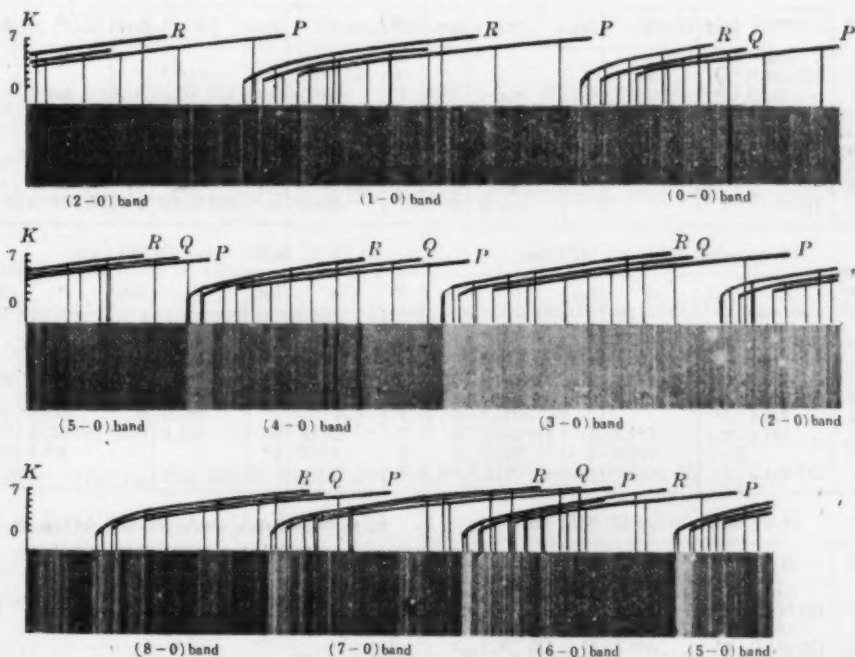 K R P R P R Q P
7
0
(2-0)band (1-0)band (0-0)band
K R Q P R Q P R Q P
7
0
(5-0)band (4-0)band (3-0)band (2-0)band
K R Q P R Q P R P
7
0
(8-0)band (7-0)band (6-0)band (5-0)band